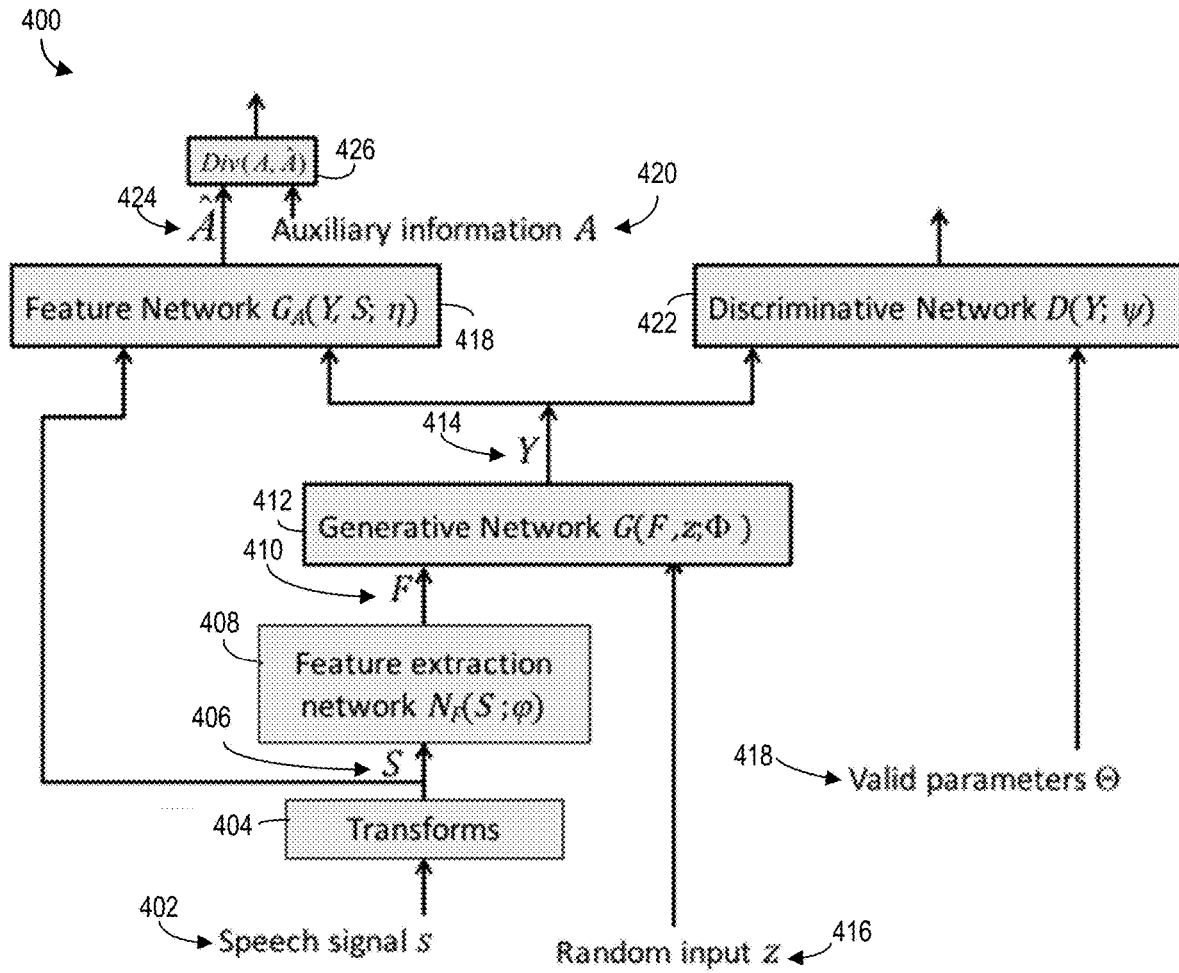 400
Div(A, Â)
426
424
Â
Auxiliary information A
420
Feature Network G_A(Y, S; η)
418
422
Discriminative Network D(Y; ψ)
414
Y
412
Generative Network G(F,z;Φ )
410
F
408
Feature extraction
network N_F(S;φ)
406
S
418
Valid parameters Θ
404
Transforms
402
Speech signal s
Random input z
416